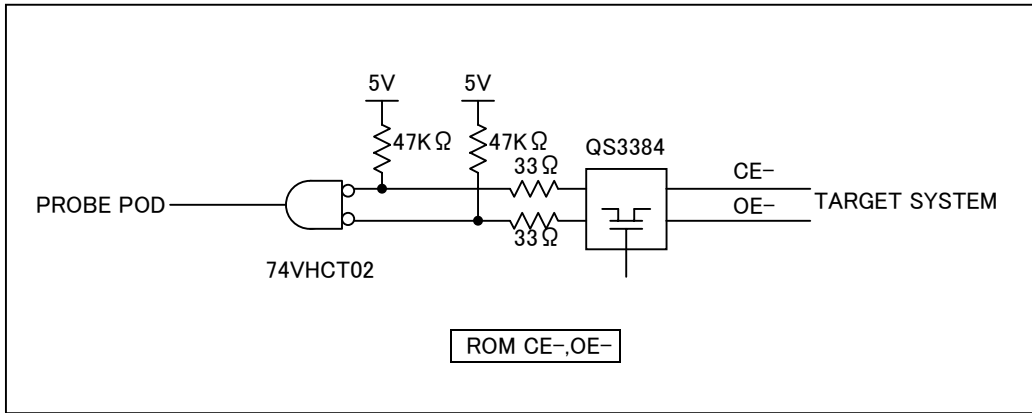 5V
5V
47KΩ
47KΩ
QS3384
33Ω
CE-
PROBE POD
TARGET SYSTEM
OE-
33Ω
74VHCT02
ROM CE-,OE-